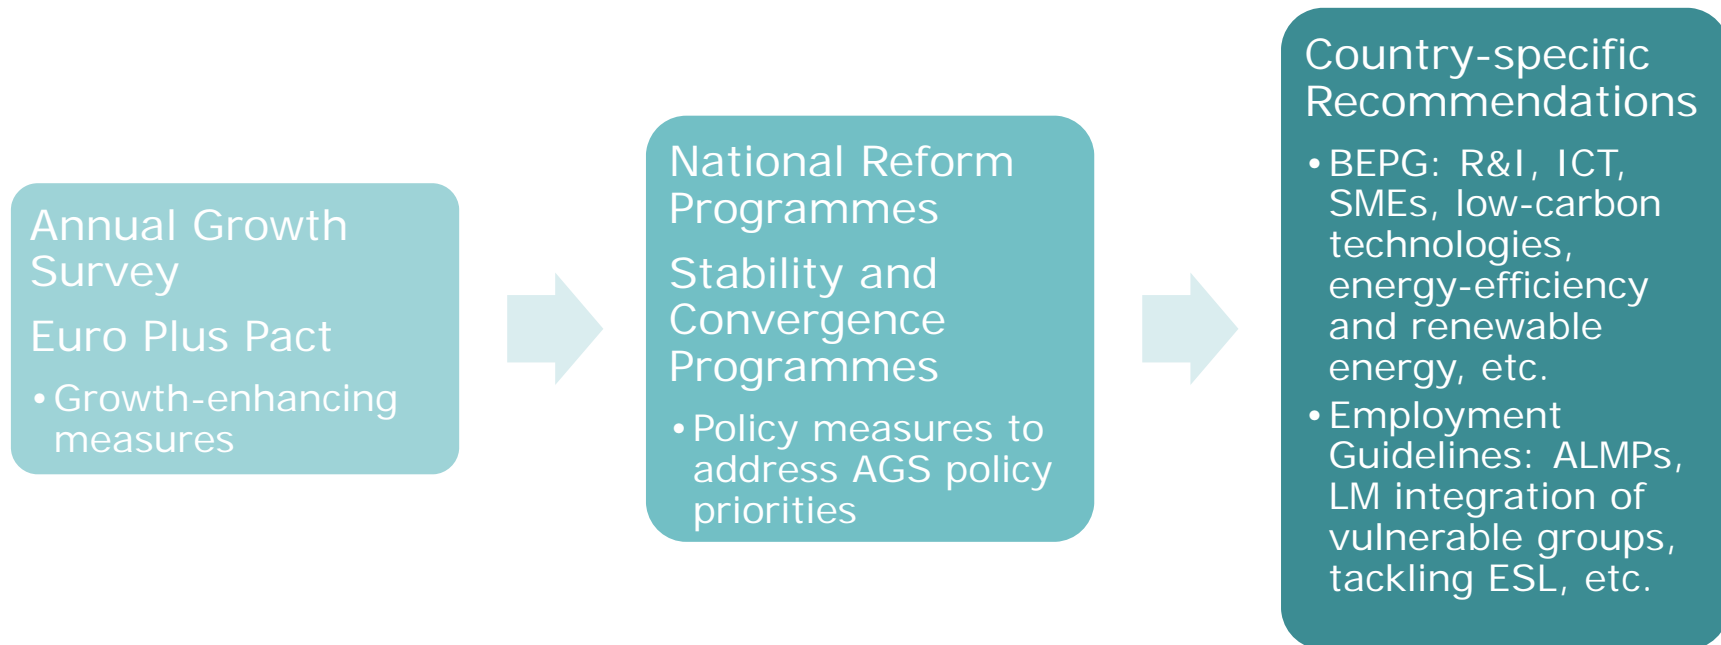 Annual Growth
Survey
Euro Plus Pact
• Growth-enhancing
measures
National Reform
Programmes
Stability and
Convergence
Programmes
• Policy measures to
address AGS policy
priorities
Country-specific
Recommendations
• BEPG: R&I, ICT,
SMEs, low-carbon
technologies,
energy-efficiency
and renewable
energy, etc.
• Employment
Guidelines: ALMPs,
LM integration of
vulnerable groups,
tackling ESL, etc.